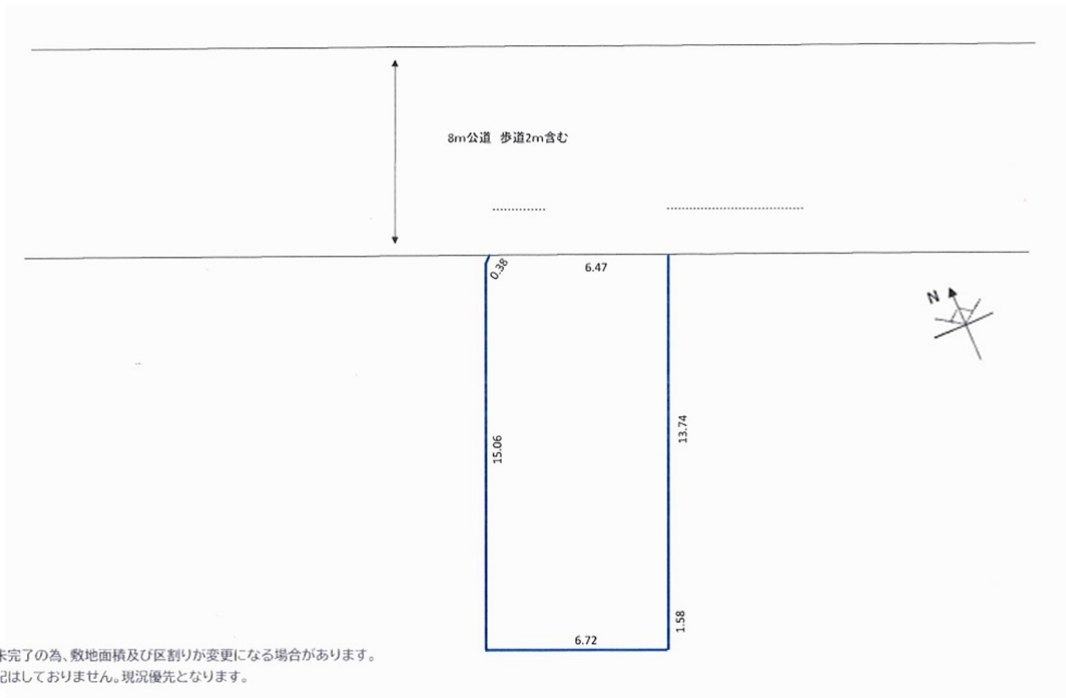 8m公道 歩道2m含む
0.38
6.47
N
15.06
13.74
1.58
6.72
未完了の為、敷地面積及び区割りが変更になる場合があります。
記はしておりません。現況優先となります。